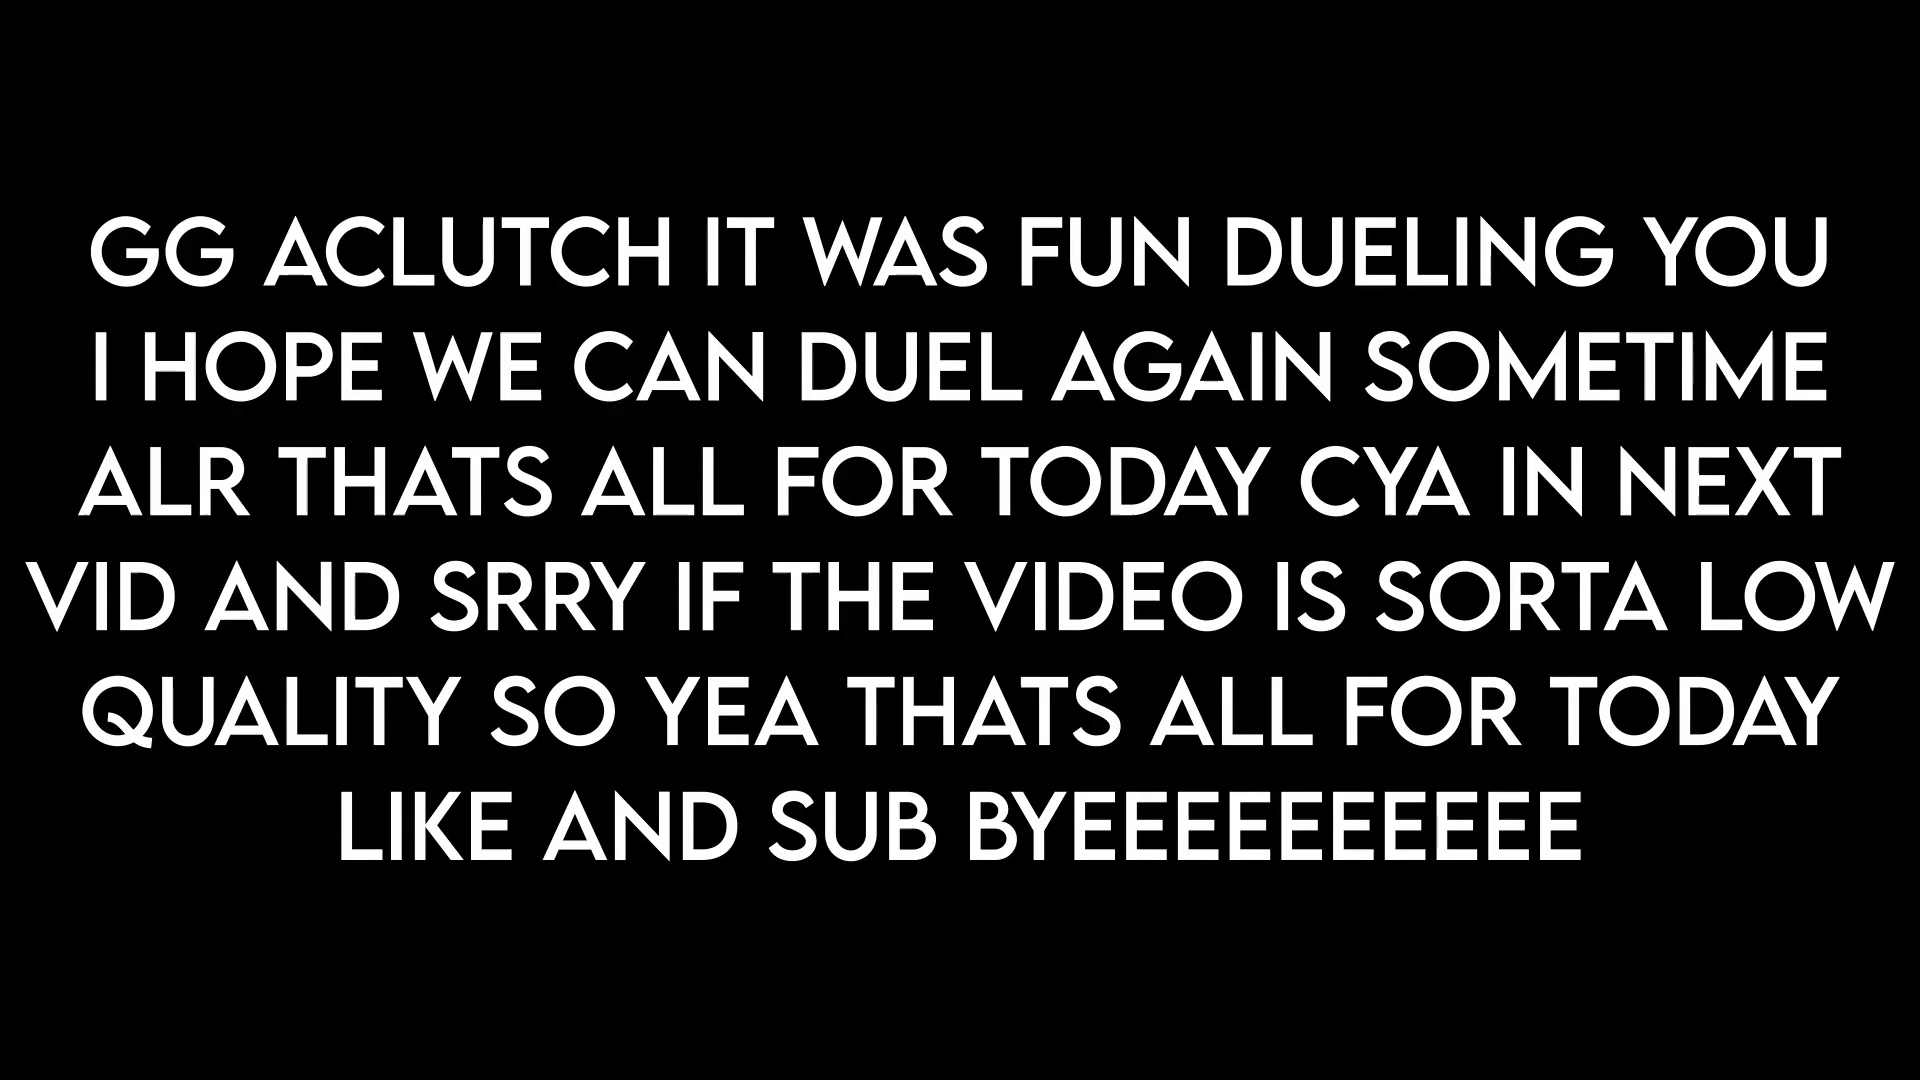 GG ACLUTCH IT WAS FUN DUELING YOU
I HOPE WE CAN DUEL AGAIN SOMETIME
ALR THATS ALL FOR TODAY CYA IN NEXT
VID AND SRRY IF THE VIDEO IS SORTA LOW
QUALITY SO YEA THATS ALL FOR TODAY
LIKE AND SUB BYEEEEEEEEEE